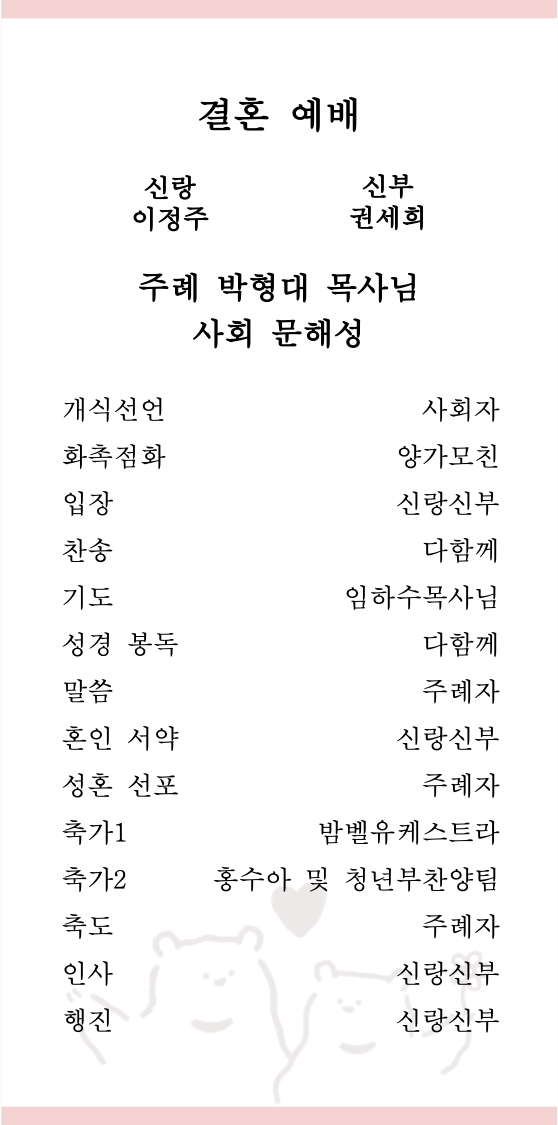 결혼 예배
신랑 신부
이정주 권세희
주례 박형대 목사님
사회 문해성
개식선언 사회자
화촉점화 양가모친
입장 신랑신부
찬송 다함께
기도 임하수목사님
성경 봉독 다함께
말씀 주례자
혼인 서약 신랑신부
성혼 선포 주례자
축가1 밤벨유케스트라
축가2 홍수아 및 청년부찬양팀
축도 주례자
인사 신랑신부
행진 신랑신부